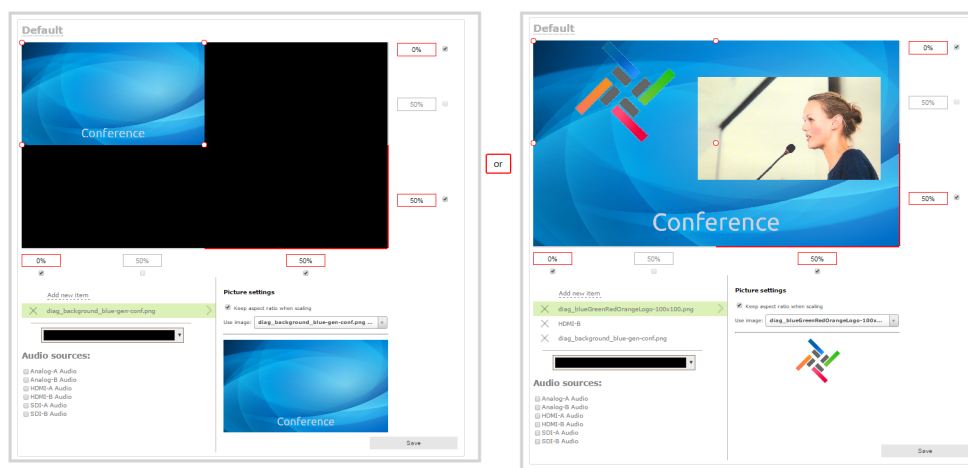 Default
0%
Conference
50%
50%
0%
50%
50%
Add new item
diag_background_blue-gen-conf.png
Audio sources:
Analog-A Audio
Analog-B Audio
HDMI-A Audio
HDMI-B Audio
SDI-A Audio
SDI-B Audio
Picture settings
Keep aspect ratio when scaling
Use image: diag_background_blue-gen-conf.png ...
Conference
Save
or
Default
0%
50%
50%
Conference
0%
50%
50%
Add new item
diag_blueGreenRedOrangeLogo-100x100.png
HDMI-B
diag_background_blue-gen-conf.png
Audio sources:
Analog-A Audio
Analog-B Audio
HDMI-A Audio
HDMI-B Audio
SDI-A Audio
SDI-B Audio
Picture settings
Keep aspect ratio when scaling
Use image: diag_blueGreenRedOrangeLogo-100x...
Save